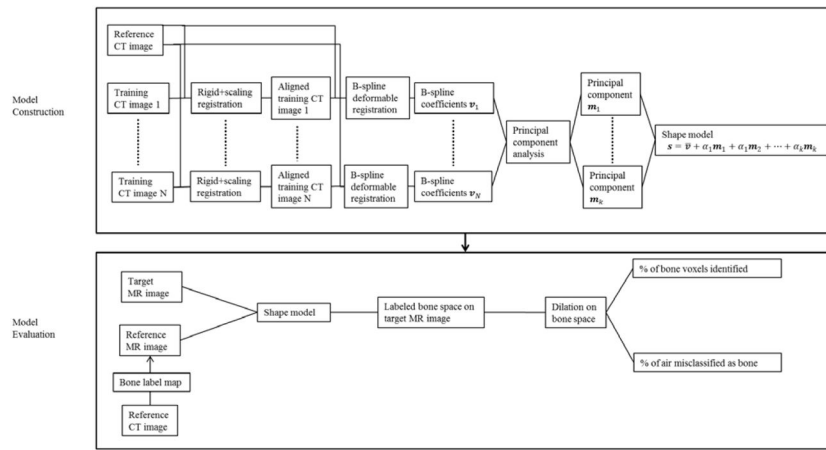 Model
Construction
Reference
CT image
Training
CT image 1
Rigid+scaling
registration
Aligned
training CT
image 1
B-spline
deformable
registration
B-spline
coefficients v₁
Principal
component
m₁
Principal component
analysis
Shape model
s = v̅ + α₁m₁ + α₁m₂ + ⋯ + αₖmₖ
Training
CT image N
Rigid+scaling
registration
Aligned
training CT
image N
B-spline
deformable
registration
B-spline
coefficients v_N
Principal
component
mₖ
Model
Evaluation
Target
MR image
Reference
MR image
Bone label map
Reference
CT image
Shape model
Labeled bone space on
target MR image
Dilation on
bone space
% of bone voxels identified
% of air misclassified as bone